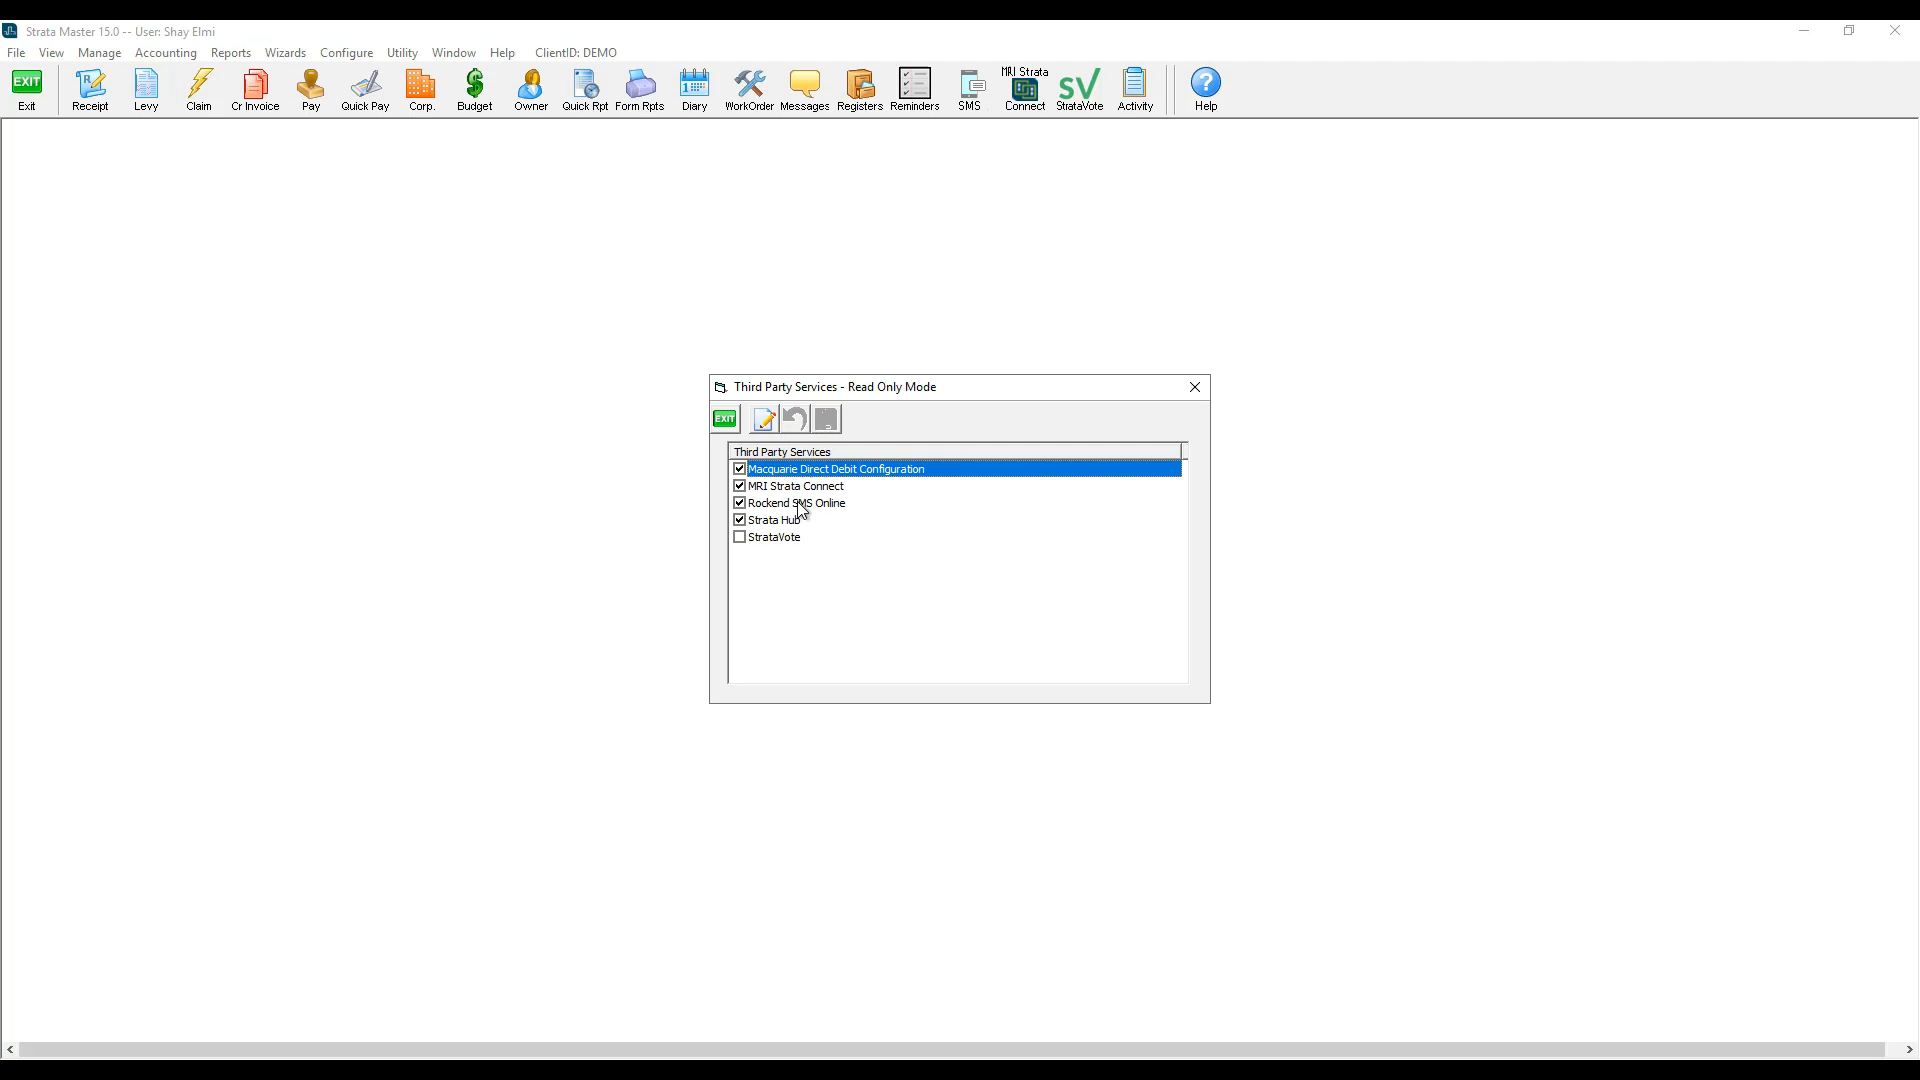 Strata Master 15.0 -- User: Shay Elmi
File View Manage Accounting Reports Wizards Configure Utility Window Help ClientID: DEMO
EXIT Exit
Receipt
Levy
Claim
Cr Invoice
Pay
Quick Pay
Corp.
Budget
Owner
Quick Rpt
Form Rpts
Diary
WorkOrder
Messages
Registers
Reminders
SMS
MRI Strata Connect
SV StrataVote
Activity
Help
Third Party Services - Read Only Mode
EXIT
Third Party Services
Macquarie Direct Debit Configuration
MRI Strata Connect
Rockend SMS Online
Strata Hub
StrataVote